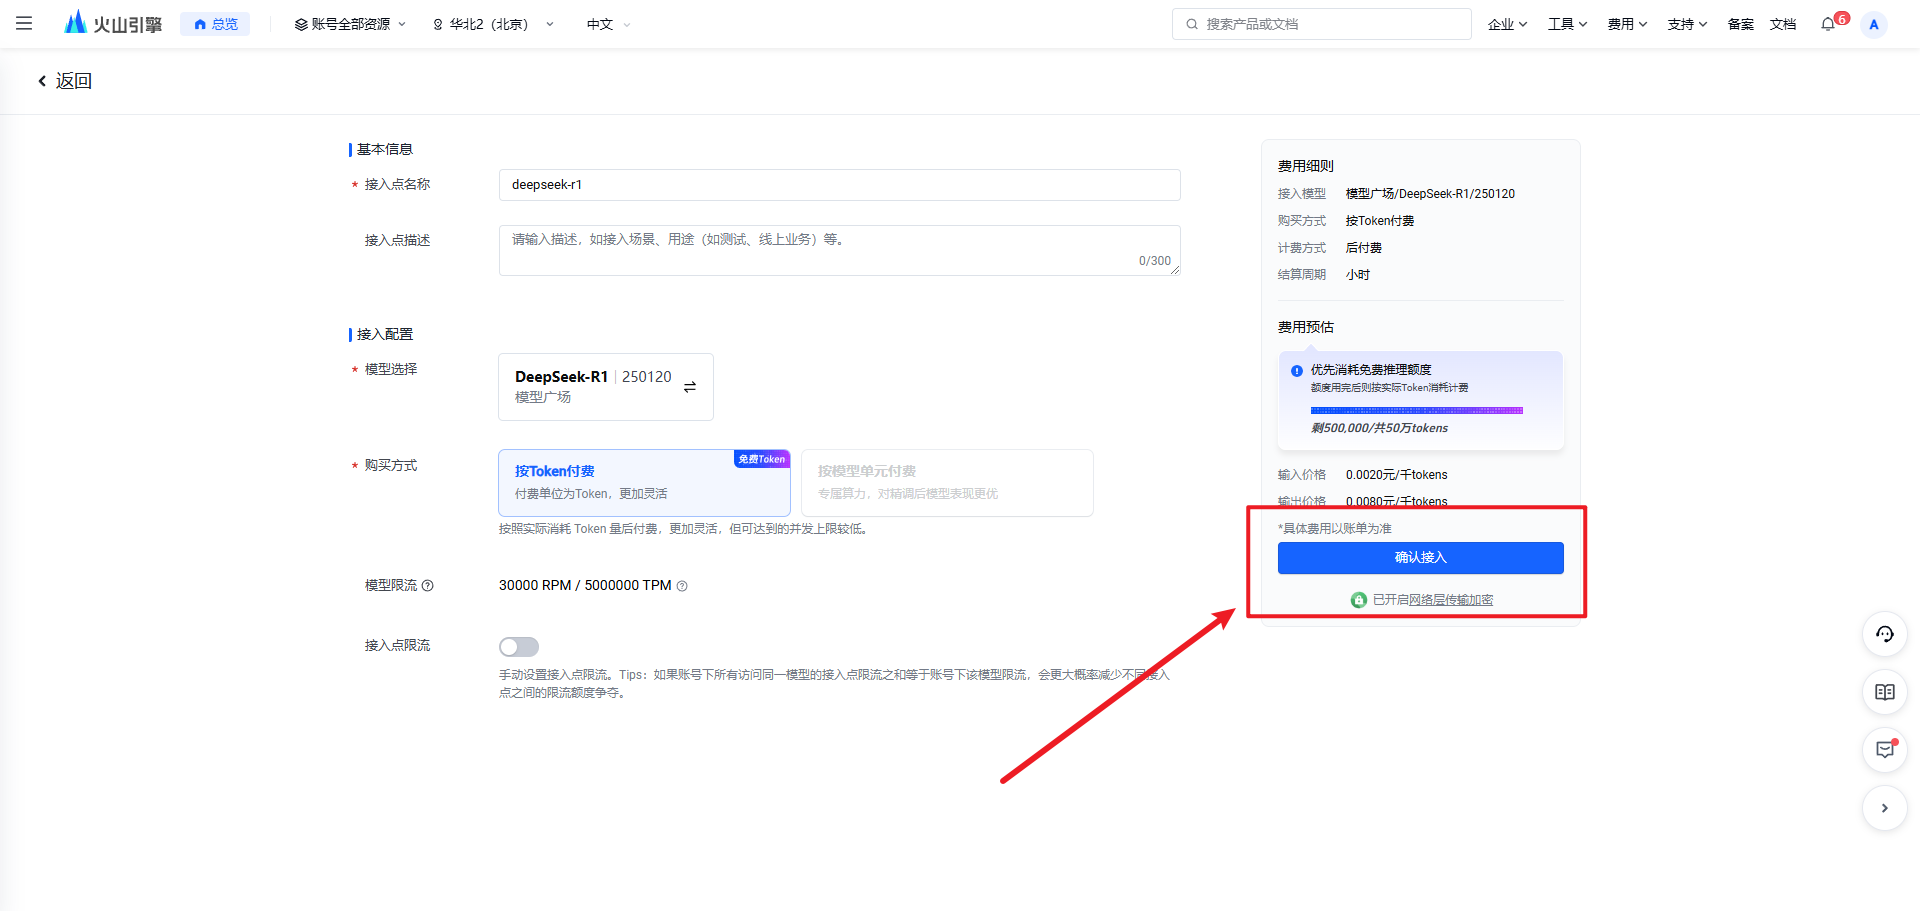 火山引擎
总览
账号全部资源
华北2（北京）
中文
搜索产品或文档
企业
工具
费用
支持
备案
文档
6
A
返回
基本信息
* 接入点名称
deepseek-r1
接入点描述
请输入描述，如接入场景、用途（如测试、线上业务）等。
0/300
接入配置
* 模型选择
DeepSeek-R1 | 250120
模型广场
* 购买方式
按Token付费
免费Token
付费单位为Token，更加灵活
按模型单元付费
专属算力，对精调后模型表现更优
按照实际消耗 Token 量后付费，更加灵活，但可达到的并发上限较低。
模型限流
30000 RPM / 5000000 TPM
接入点限流
手动设置接入点限流。Tips：如果账号下所有访问同一模型的接入点限流之和等于账号下该模型限流，会更大概率减少不同接入
点之间的限流额度争夺。
费用细则
接入模型 模型广场/DeepSeek-R1/250120
购买方式 按Token付费
计费方式 后付费
结算周期 小时
费用预估
优先消耗免费推理额度
额度用完后则按实际Token消耗计费
剩500,000/共50万tokens
输入价格 0.0020元/千tokens
输出价格 0.0080元/千tokens
*具体费用以账单为准
确认接入
已开启网络层传输加密